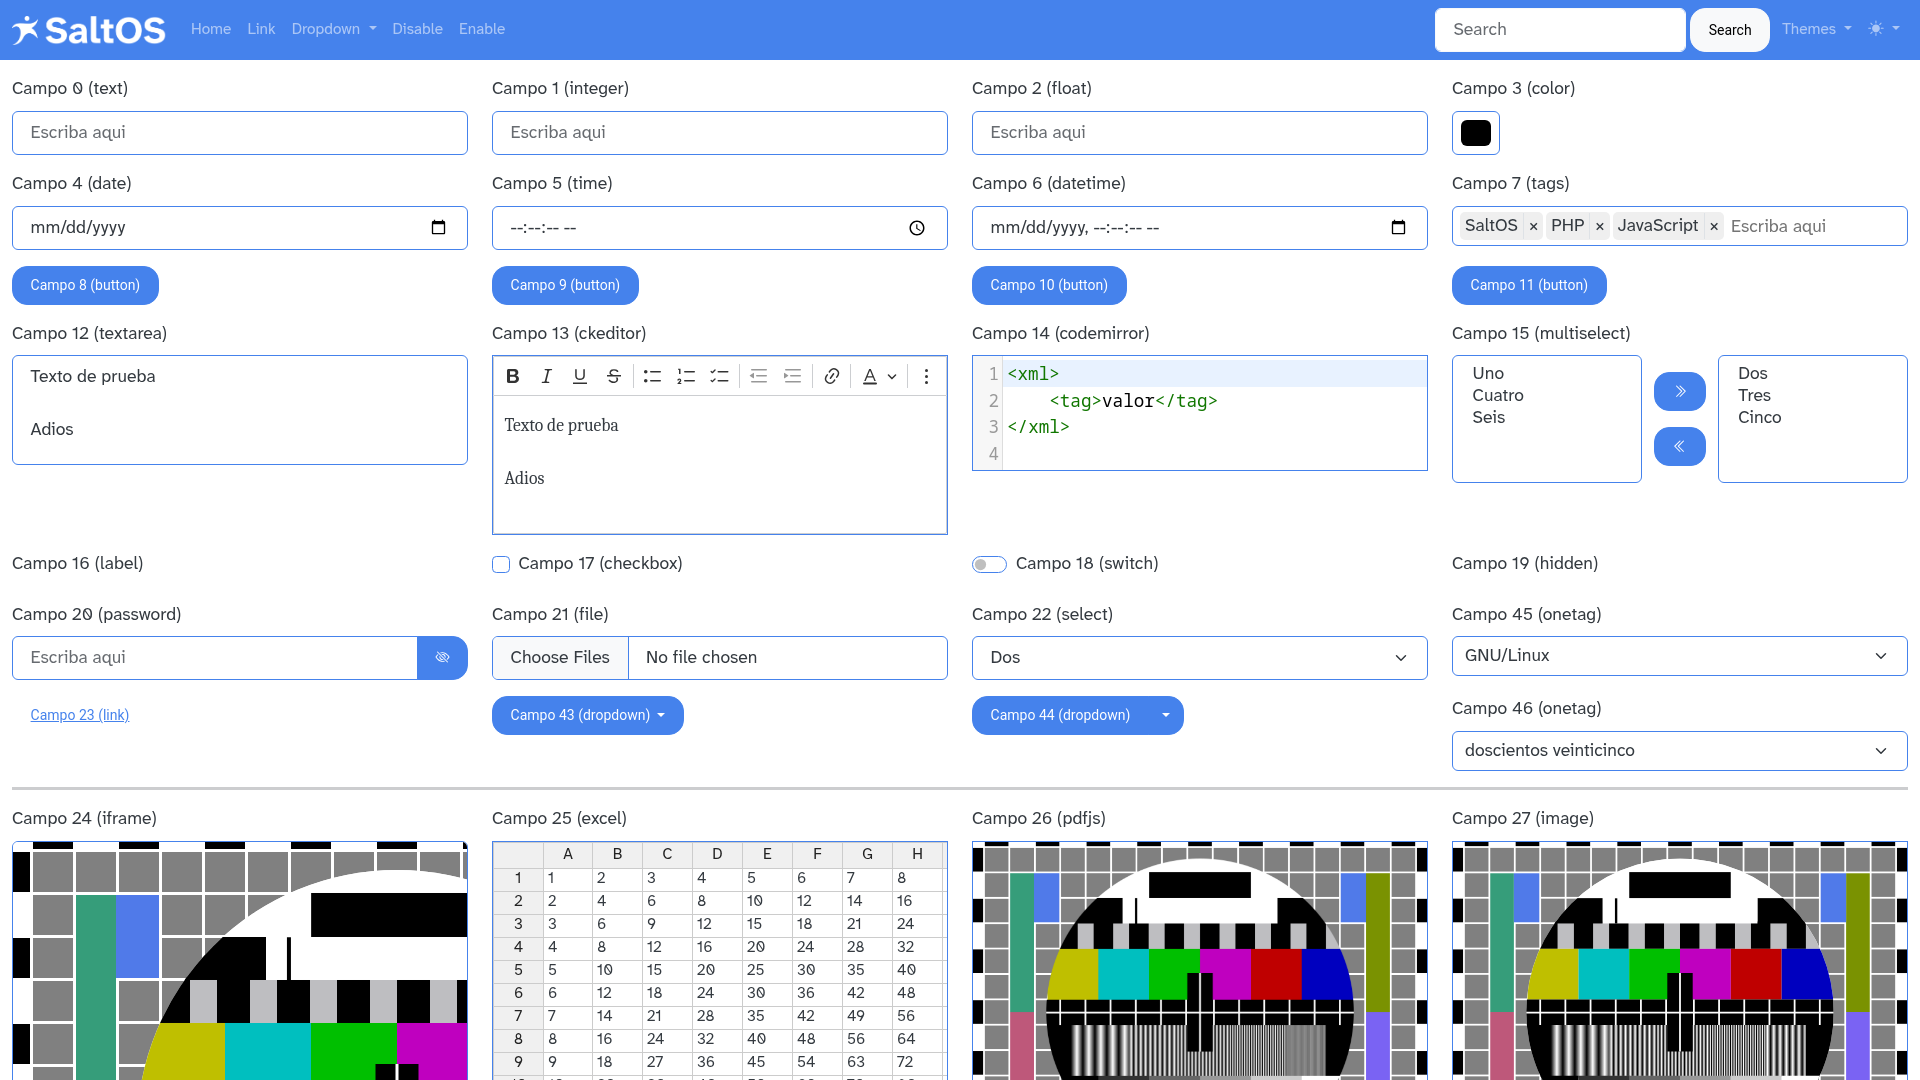 SaltOS Home Link Dropdown Disable Enable Search Search Themes
Campo 0 (text) Campo 1 (integer) Campo 2 (float) Campo 3 (color)
Escriba aqui Escriba aqui Escriba aqui
Campo 4 (date) Campo 5 (time) Campo 6 (datetime) Campo 7 (tags)
mm/dd/yyyy --:--:-- -- mm/dd/yyyy, --:--:-- -- SaltOS × PHP × JavaScript × Escriba aqui
Campo 8 (button) Campo 9 (button) Campo 10 (button) Campo 11 (button)
Campo 12 (textarea) Campo 13 (ckeditor) Campo 14 (codemirror) Campo 15 (multiselect)
Texto de prueba
Adios
B I U S A
Texto de prueba
Adios
1 <xml>
2 <tag>valor</tag>
3 </xml>
4
Uno
Cuatro
Seis
Dos
Tres
Cinco
Campo 16 (label) Campo 17 (checkbox) Campo 18 (switch) Campo 19 (hidden)
Campo 20 (password) Campo 21 (file) Campo 22 (select) Campo 45 (onetag)
Escriba aqui Choose Files No file chosen Dos GNU/Linux
Campo 23 (link) Campo 43 (dropdown) Campo 44 (dropdown) Campo 46 (onetag)
doscientos veinticinco
Campo 24 (iframe) Campo 25 (excel) Campo 26 (pdfjs) Campo 27 (image)
A B C D E F G H
1 1 2 3 4 5 6 7 8
2 2 4 6 8 10 12 14 16
3 3 6 9 12 15 18 21 24
4 4 8 12 16 20 24 28 32
5 5 10 15 20 25 30 35 40
6 6 12 18 24 30 36 42 48
7 7 14 21 28 35 42 49 56
8 8 16 24 32 40 48 56 64
9 9 18 27 36 45 54 63 72